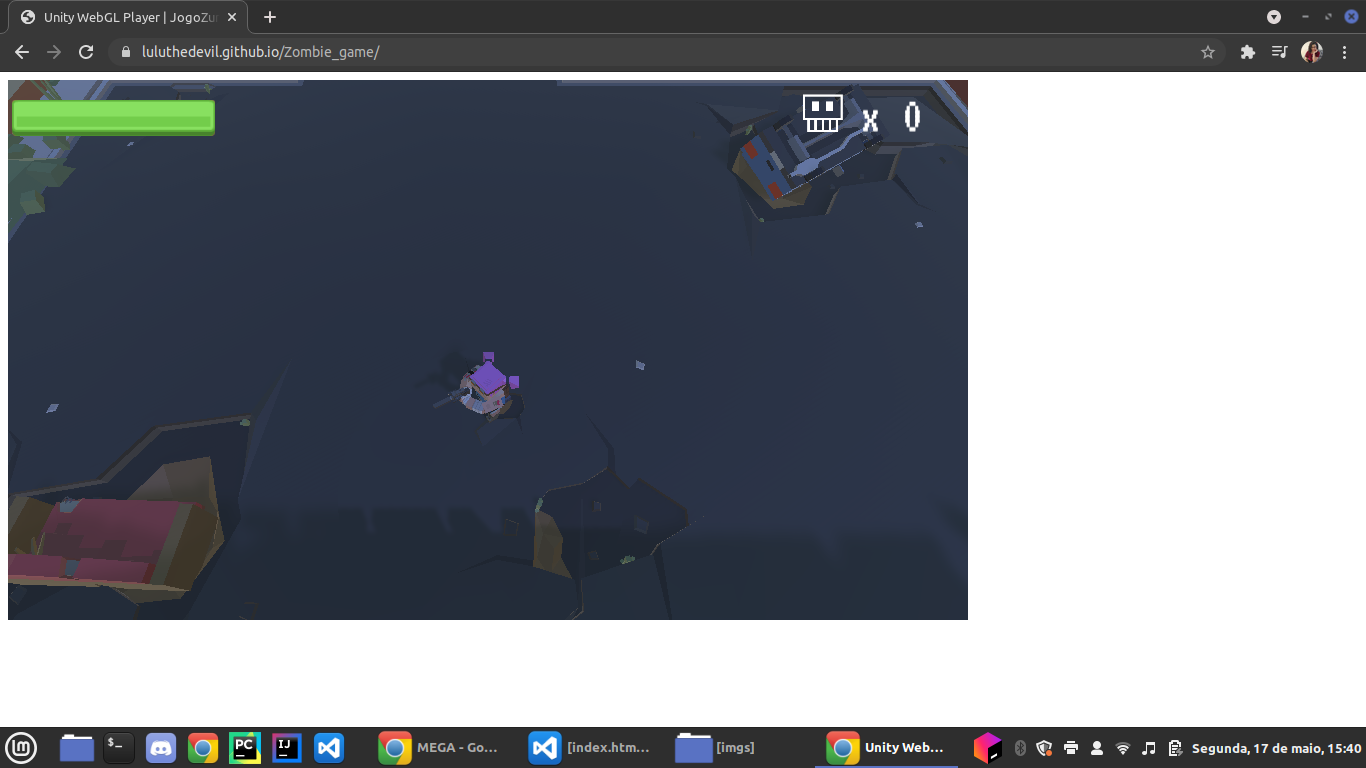 Unity WebGL Player | JogoZu
luluthedevil.github.io/Zombie_game/
x 0
$_
PC
IJ
MEGA - Go...
[index.htm...
[imgs]
Unity Web...
Segunda, 17 de maio, 15:40